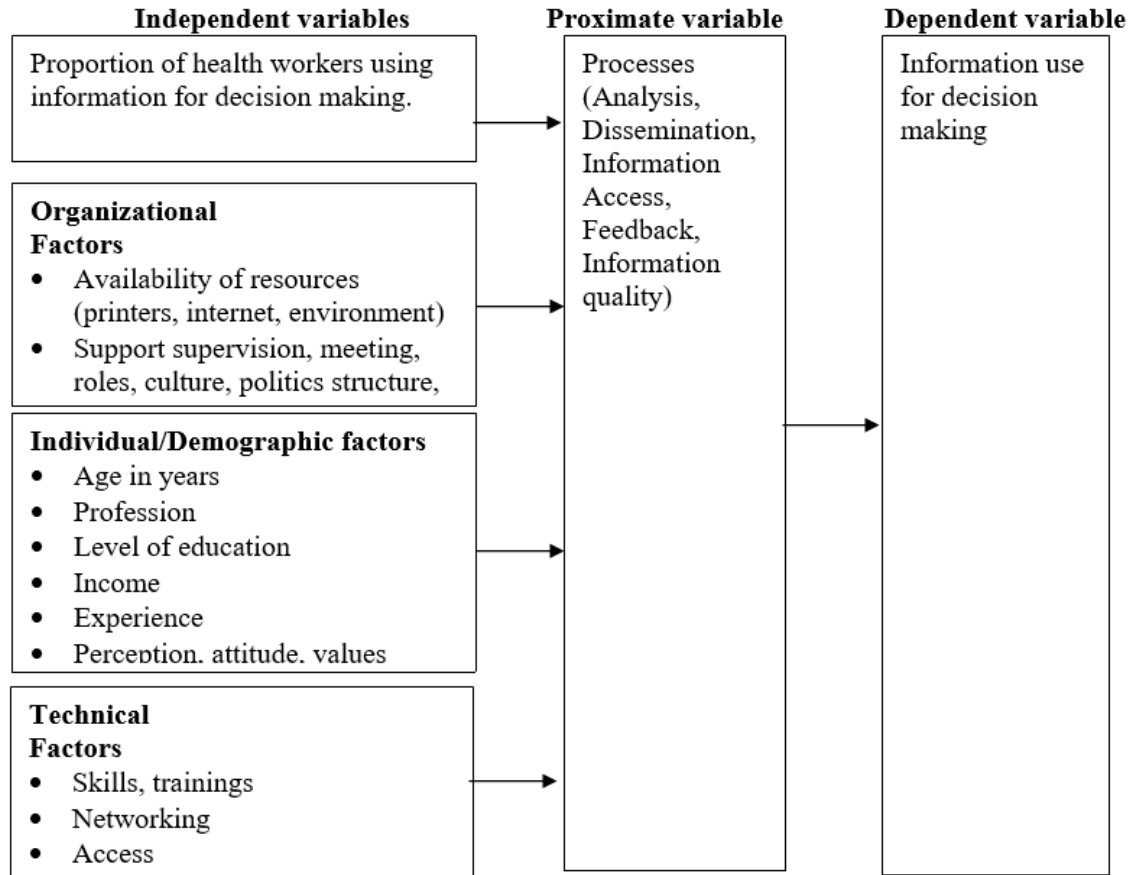 Independent variables
Proximate variable
Dependent variable
Proportion of health workers using
information for decision making.
Organizational
Factors
• Availability of resources
(printers, internet, environment)
• Support supervision, meeting,
roles, culture, politics structure,
Individual/Demographic factors
• Age in years
• Profession
• Level of education
• Income
• Experience
• Perception, attitude, values
Technical
Factors
• Skills, trainings
• Networking
• Access
Processes
(Analysis,
Dissemination,
Information
Access,
Feedback,
Information
quality)
Information use
for decision
making